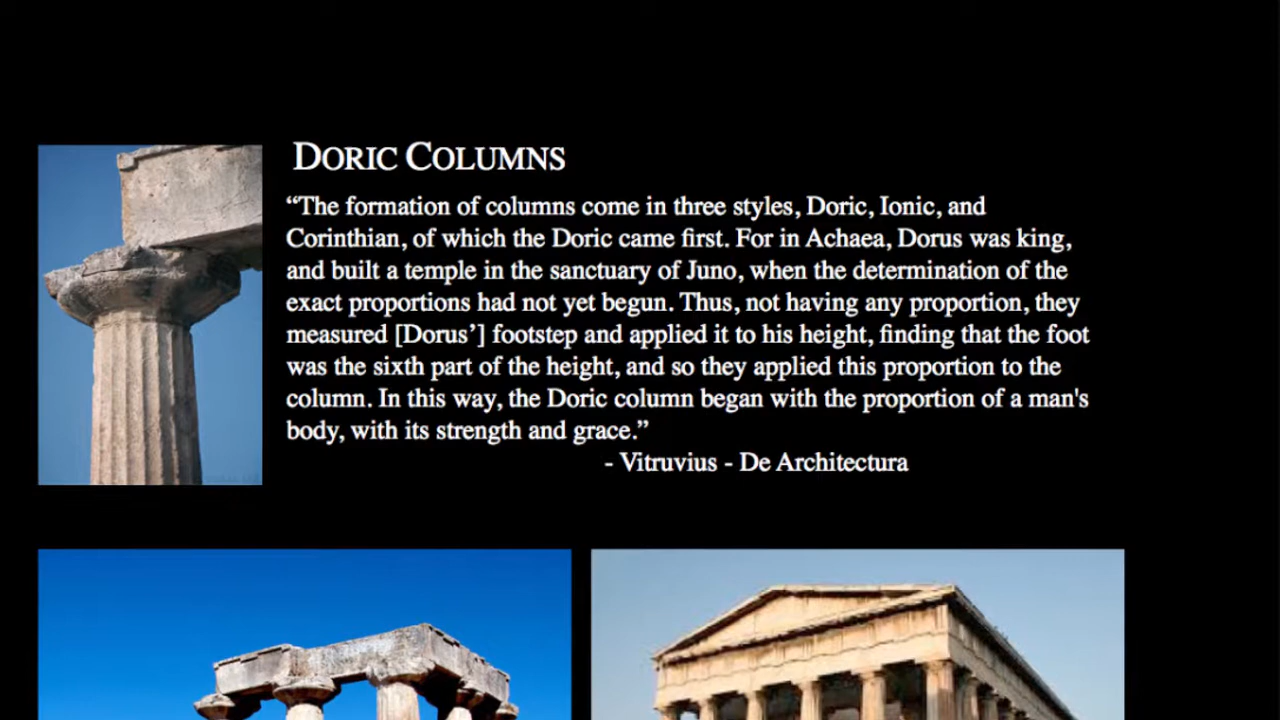 DORIC COLUMNS
“The formation of columns come in three styles, Doric, Ionic, and
Corinthian, of which the Doric came first. For in Achaea, Dorus was king,
and built a temple in the sanctuary of Juno, when the determination of the
exact proportions had not yet begun. Thus, not having any proportion, they
measured [Dorus’] footstep and applied it to his height, finding that the foot
was the sixth part of the height, and so they applied this proportion to the
column. In this way, the Doric column began with the proportion of a man's
body, with its strength and grace.”
- Vitruvius - De Architectura